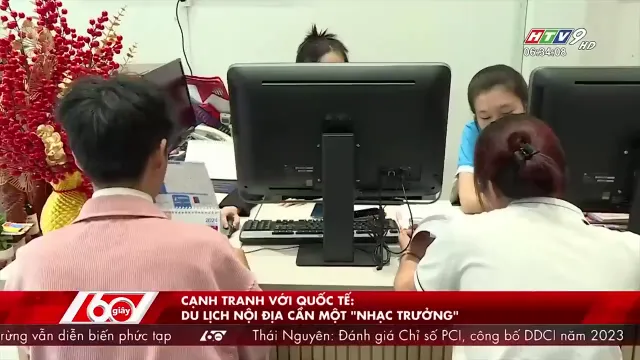 HTV9 HD
06:34:08
2024
60 giây
CẠNH TRANH VỚI QUỐC TẾ:
DU LỊCH NỘI ĐỊA CẦN MỘT "NHẠC TRƯỞNG"
rừng vẫn diễn biến phức tạp
Thái Nguyên: Đánh giá Chỉ số PCI, công bố DDCI năm 2023